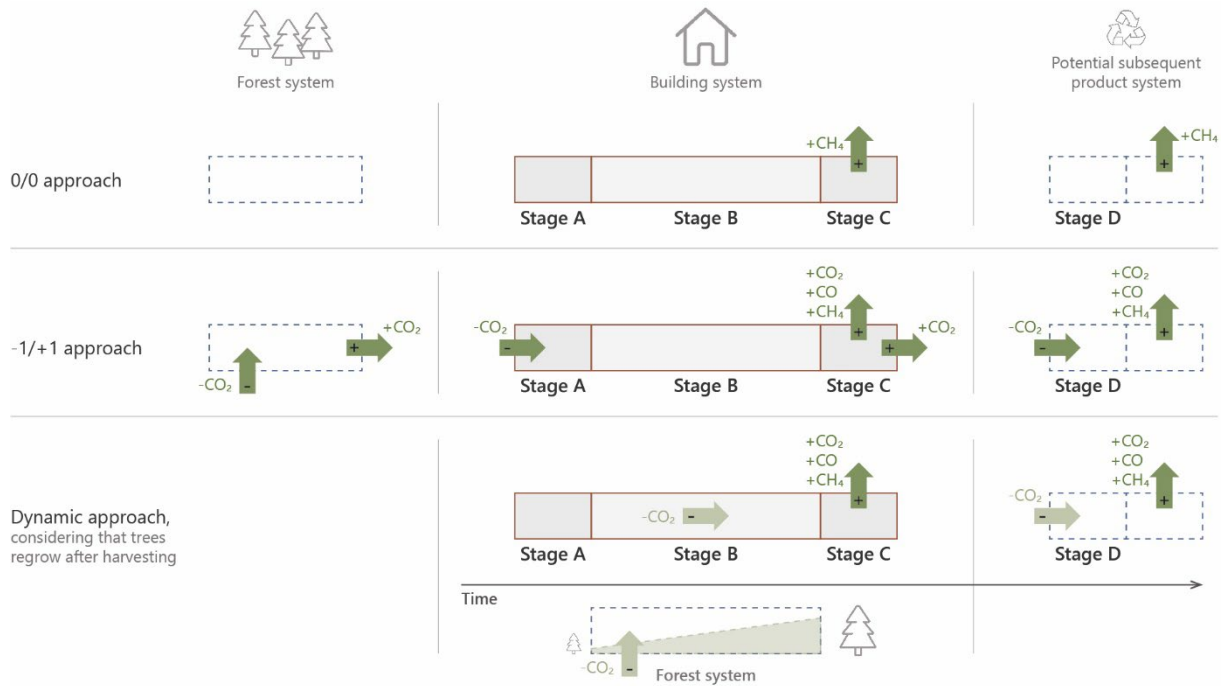 Forest system
Building system
Potential subsequent
product system
0/0 approach
+CH₄
+
Stage A
Stage B
Stage C
+CH₄
+
Stage D
-1/+1 approach
-CO₂
-
+
+CO₂
-CO₂
-
+CO₂
+CO
+CH₄
+
+
+CO₂
Stage A
Stage B
Stage C
-CO₂
-
+CO₂
+CO
+CH₄
+
Stage D
Dynamic approach,
considering that trees
regrow after harvesting
-CO₂
-
+CO₂
+CO
+CH₄
+
Stage A
Stage B
Stage C
-CO₂
-
+CO₂
+CO
+CH₄
+
Stage D
Time
-CO₂
-
Forest system